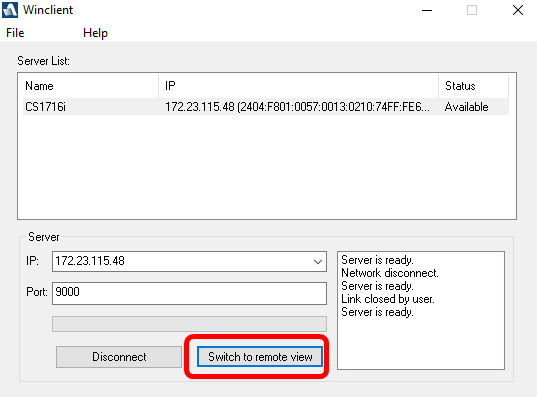 Winclient
File Help
Server List:
Name IP Status
CS1716i 172.23.115.48 (2404:F801:0057:0013:0210:74FF:FE6... Available
Server
IP: 172.23.115.48
Port: 9000
Disconnect Switch to remote view
Server is ready.
Network disconnect.
Server is ready.
Link closed by user.
Server is ready.